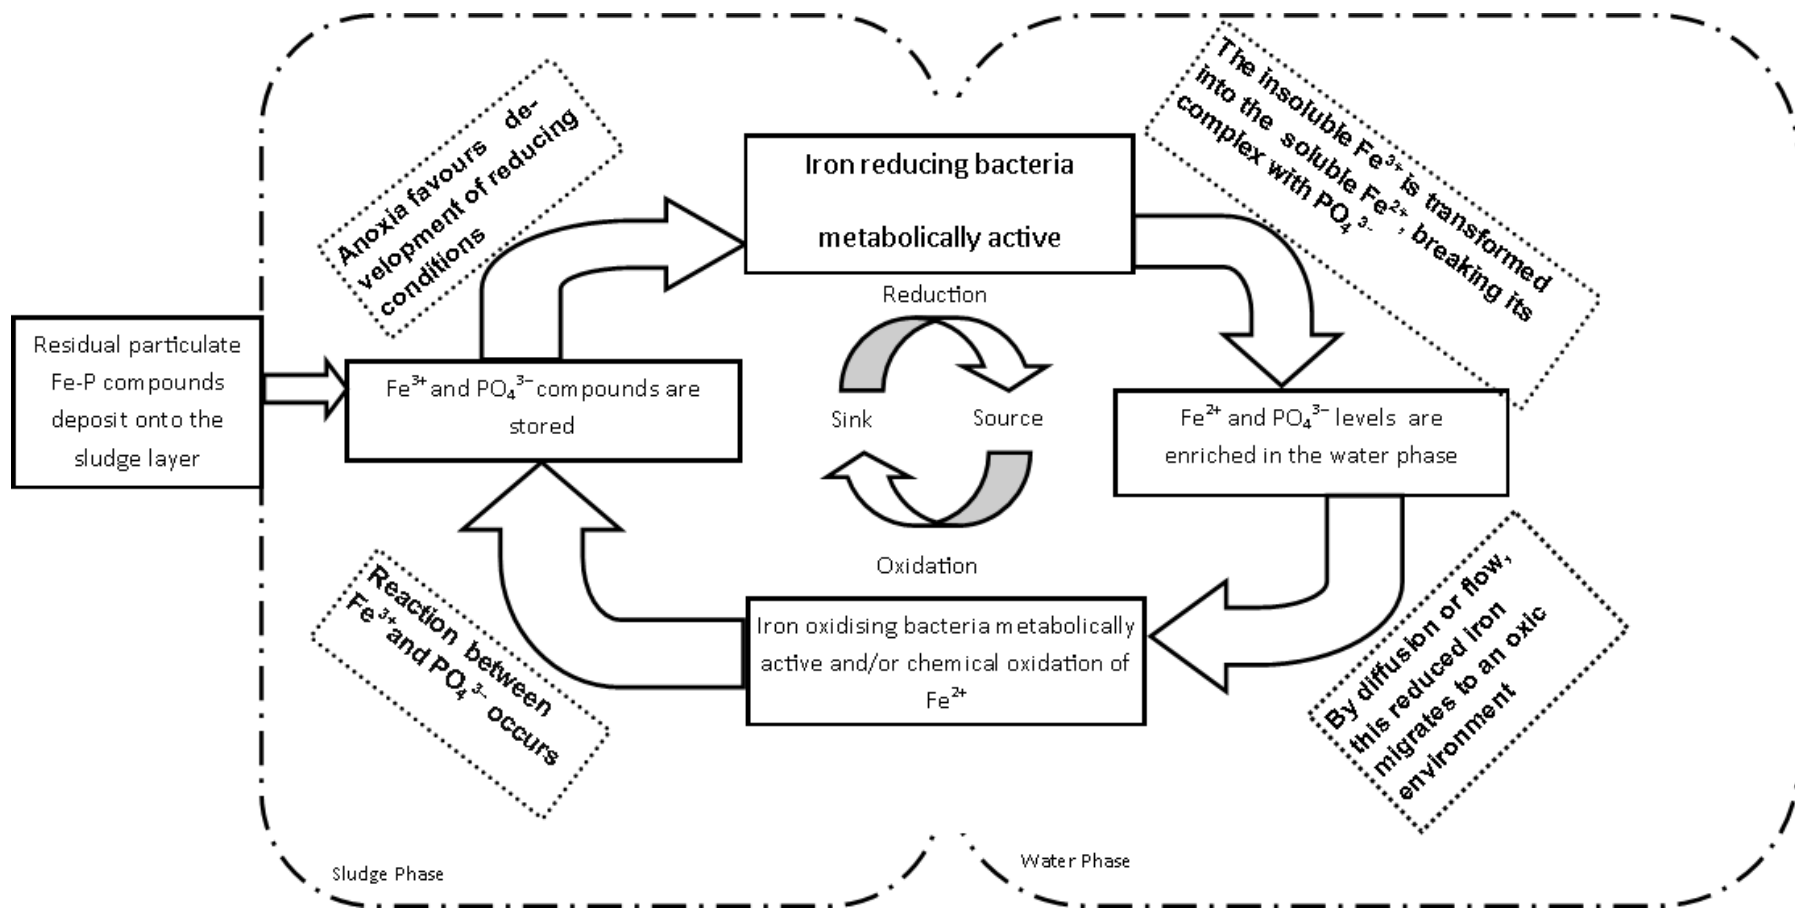 Anoxia favours de-
velopment of reducing
conditions
Iron reducing bacteria
metabolically active
The insoluble Fe³⁺ is transformed
into the soluble Fe²⁺, breaking its
complex with PO₄³⁻
Residual particulate
Fe-P compounds
deposit onto the
sludge layer
Fe³⁺ and PO₄³⁻ compounds are
stored
Reduction
Sink
Source
Oxidation
Fe²⁺ and PO₄³⁻ levels are
enriched in the water phase
Reaction between
Fe³⁺and PO₄³⁻ occurs
Iron oxidising bacteria metabolically
active and/or chemical oxidation of
Fe²⁺
By diffusion or flow,
this reduced iron
migrates to an oxic
environment
Sludge Phase
Water Phase